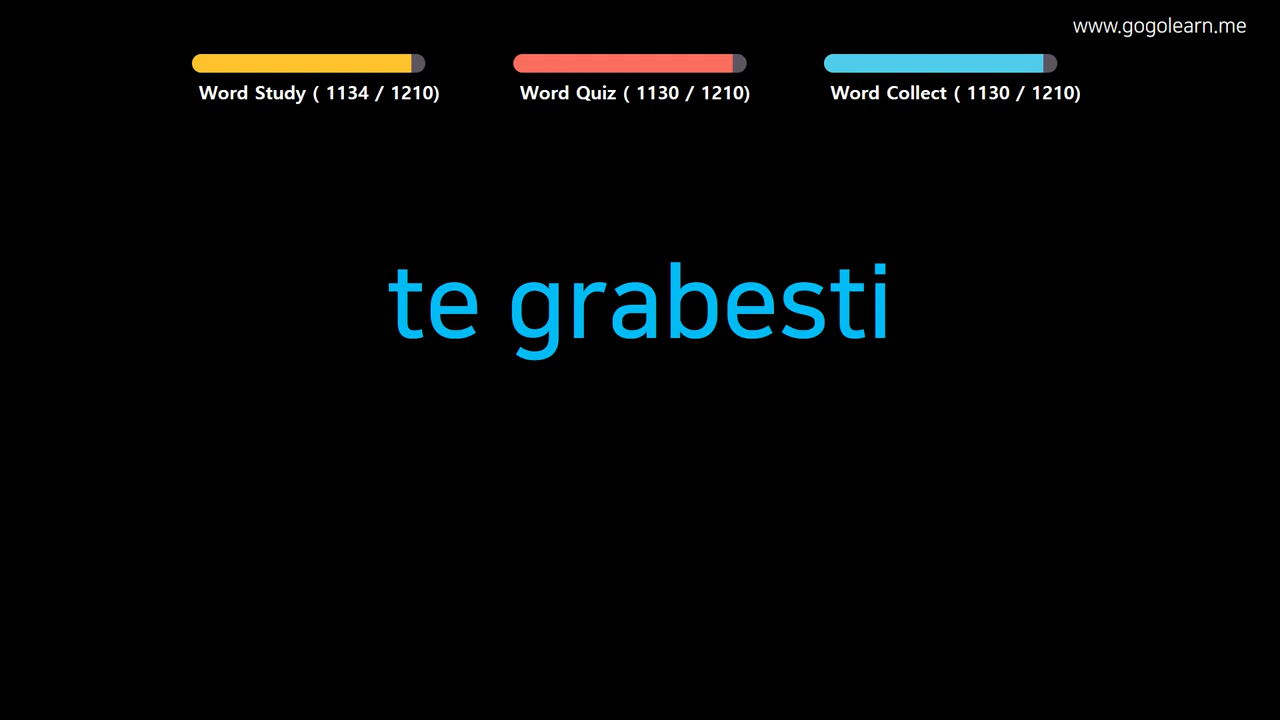 www.gogolearn.me
Word Study ( 1134 / 1210)
Word Quiz ( 1130 / 1210)
Word Collect ( 1130 / 1210)
te grabesti